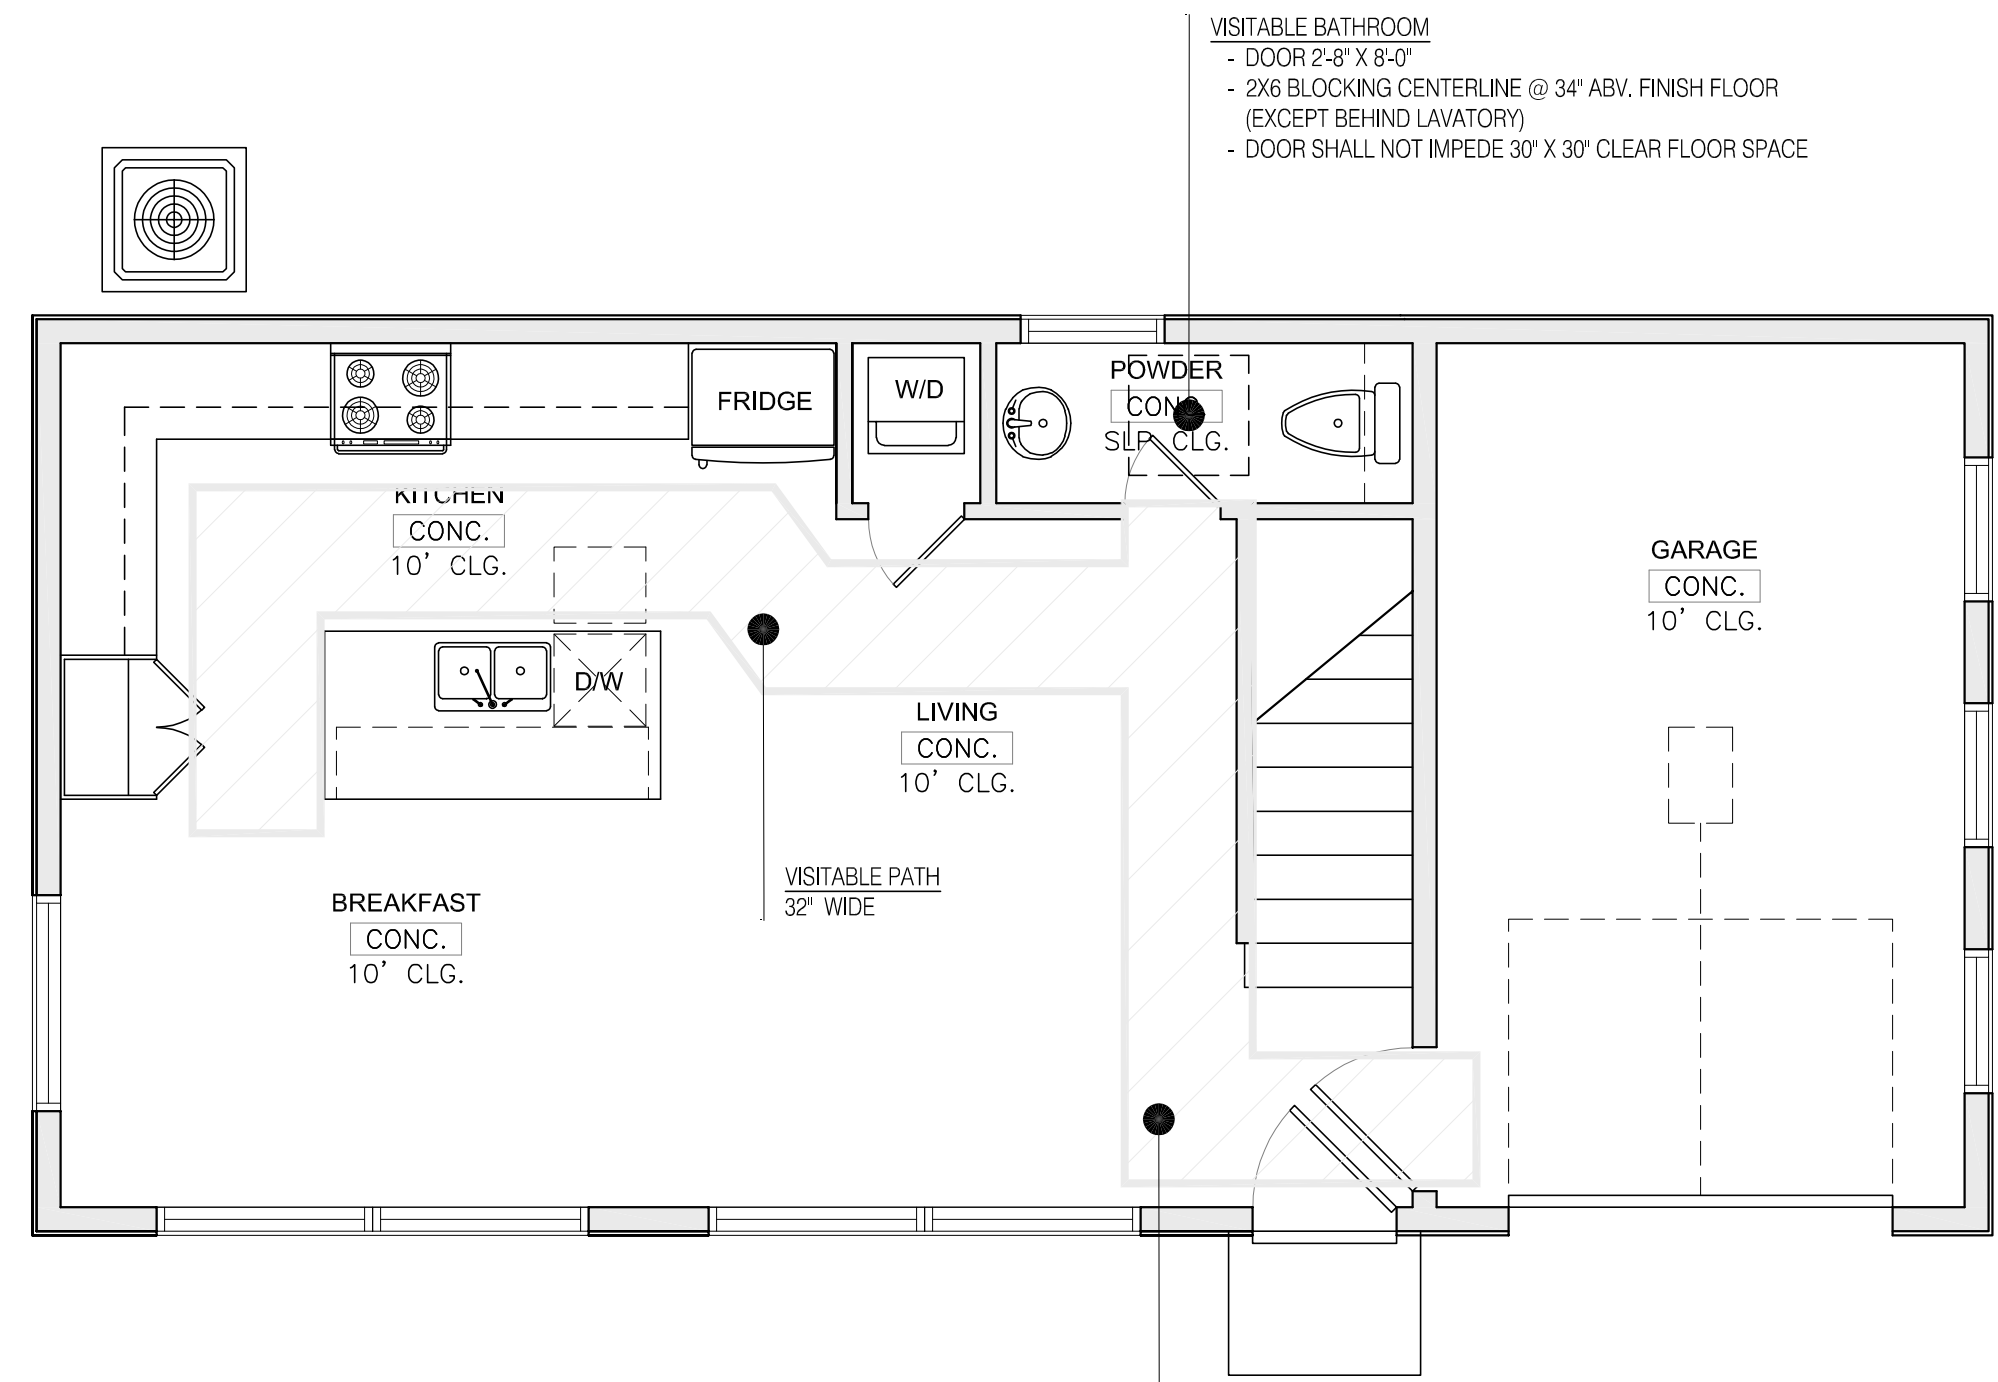 VISITABLE BATHROOM
- DOOR 2'-8" X 8'-0"
- 2X6 BLOCKING CENTERLINE @ 34" ABV. FINISH FLOOR
(EXCEPT BEHIND LAVATORY)
- DOOR SHALL NOT IMPEDE 30" X 30" CLEAR FLOOR SPACE
FRIDGE
W/D
POWDER
CONC.
SLP. CLG.
KITCHEN
CONC.
10' CLG.
GARAGE
CONC.
10' CLG.
D/W
LIVING
CONC.
10' CLG.
VISITABLE PATH
32" WIDE
BREAKFAST
CONC.
10' CLG.